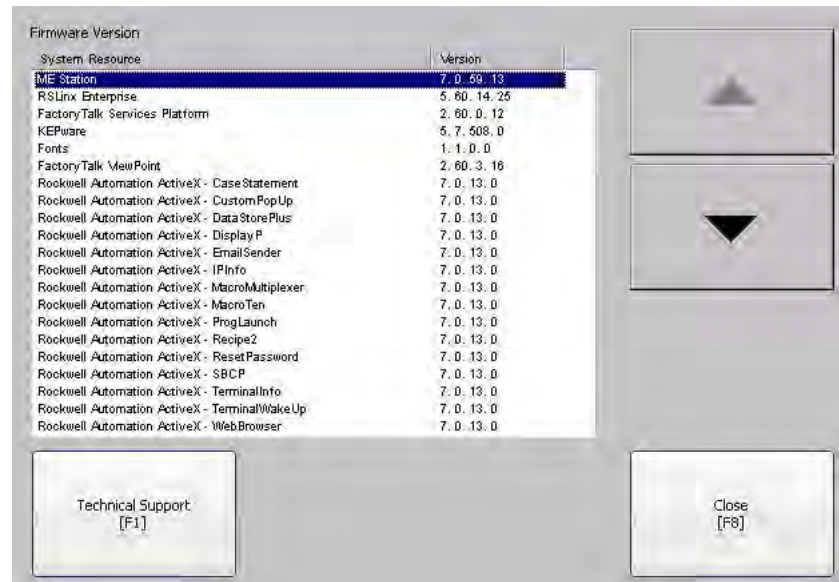 Firmware Version
System Resource Version
ME Station 7. 0. 59. 13
RSLinx Enterprise 5. 60. 14. 25
FactoryTalk Services Platform 2. 60. 0. 12
KEPware 5. 7. 508. 0
Fonts 1. 1. 0. 0
FactoryTalk ViewPoint 2. 60. 3. 16
Rockwell Automation ActiveX - CaseStatement 7. 0. 13. 0
Rockwell Automation ActiveX - CustomPopUp 7. 0. 13. 0
Rockwell Automation ActiveX - DataStorePlus 7. 0. 13. 0
Rockwell Automation ActiveX - DisplayP 7. 0. 13. 0
Rockwell Automation ActiveX - EmailSender 7. 0. 13. 0
Rockwell Automation ActiveX - IPInfo 7. 0. 13. 0
Rockwell Automation ActiveX - MacroMultiplexer 7. 0. 13. 0
Rockwell Automation ActiveX - MacroTen 7. 0. 13. 0
Rockwell Automation ActiveX - ProgLaunch 7. 0. 13. 0
Rockwell Automation ActiveX - Recipe2 7. 0. 13. 0
Rockwell Automation ActiveX - ResetPassword 7. 0. 13. 0
Rockwell Automation ActiveX - SBCP 7. 0. 13. 0
Rockwell Automation ActiveX - TerminalInfo 7. 0. 13. 0
Rockwell Automation ActiveX - TerminalWakeUp 7. 0. 13. 0
Rockwell Automation ActiveX - WebBrowser 7. 0. 13. 0
Technical Support
[F1]
Close
[F8]